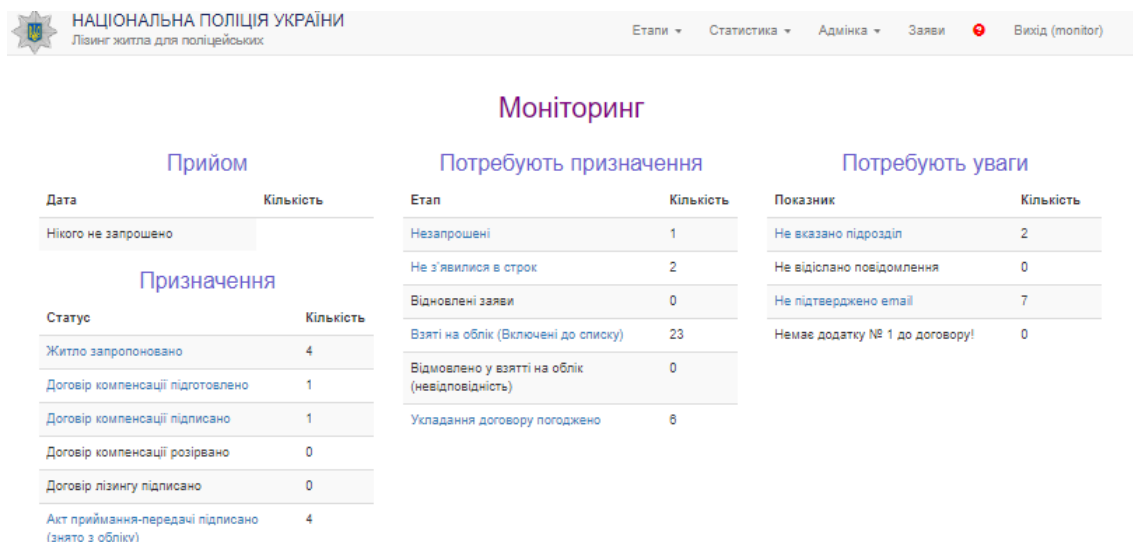 НАЦІОНАЛЬНА ПОЛІЦІЯ УКРАЇНИ
Лізинг житла для поліцейських
Етапи Статистика Адмінка Заяви Вихід (monitor)
Моніторинг
Прийом
Дата Кількість
Нікого не запрошено
Призначення
Статус Кількість
Житло запропоновано 4
Договір компенсації підготовлено 1
Договір компенсації підписано 1
Договір компенсації розірвано 0
Договір лізингу підписано 0
Акт приймання-передачі підписано 4
(знято з обліку)
Потребують призначення
Етап Кількість
Незапрошені 1
Не з'явилися в строк 2
Відновлені заяви 0
Взяті на облік (Включені до списку) 23
Відмовлено у взятті на облік 0
(невідповідність)
Укладання договору погоджено 6
Потребують уваги
Показник Кількість
Не вказано підрозділ 2
Не відіслано повідомлення 0
Не підтверджено email 7
Немає додатку № 1 до договору! 0